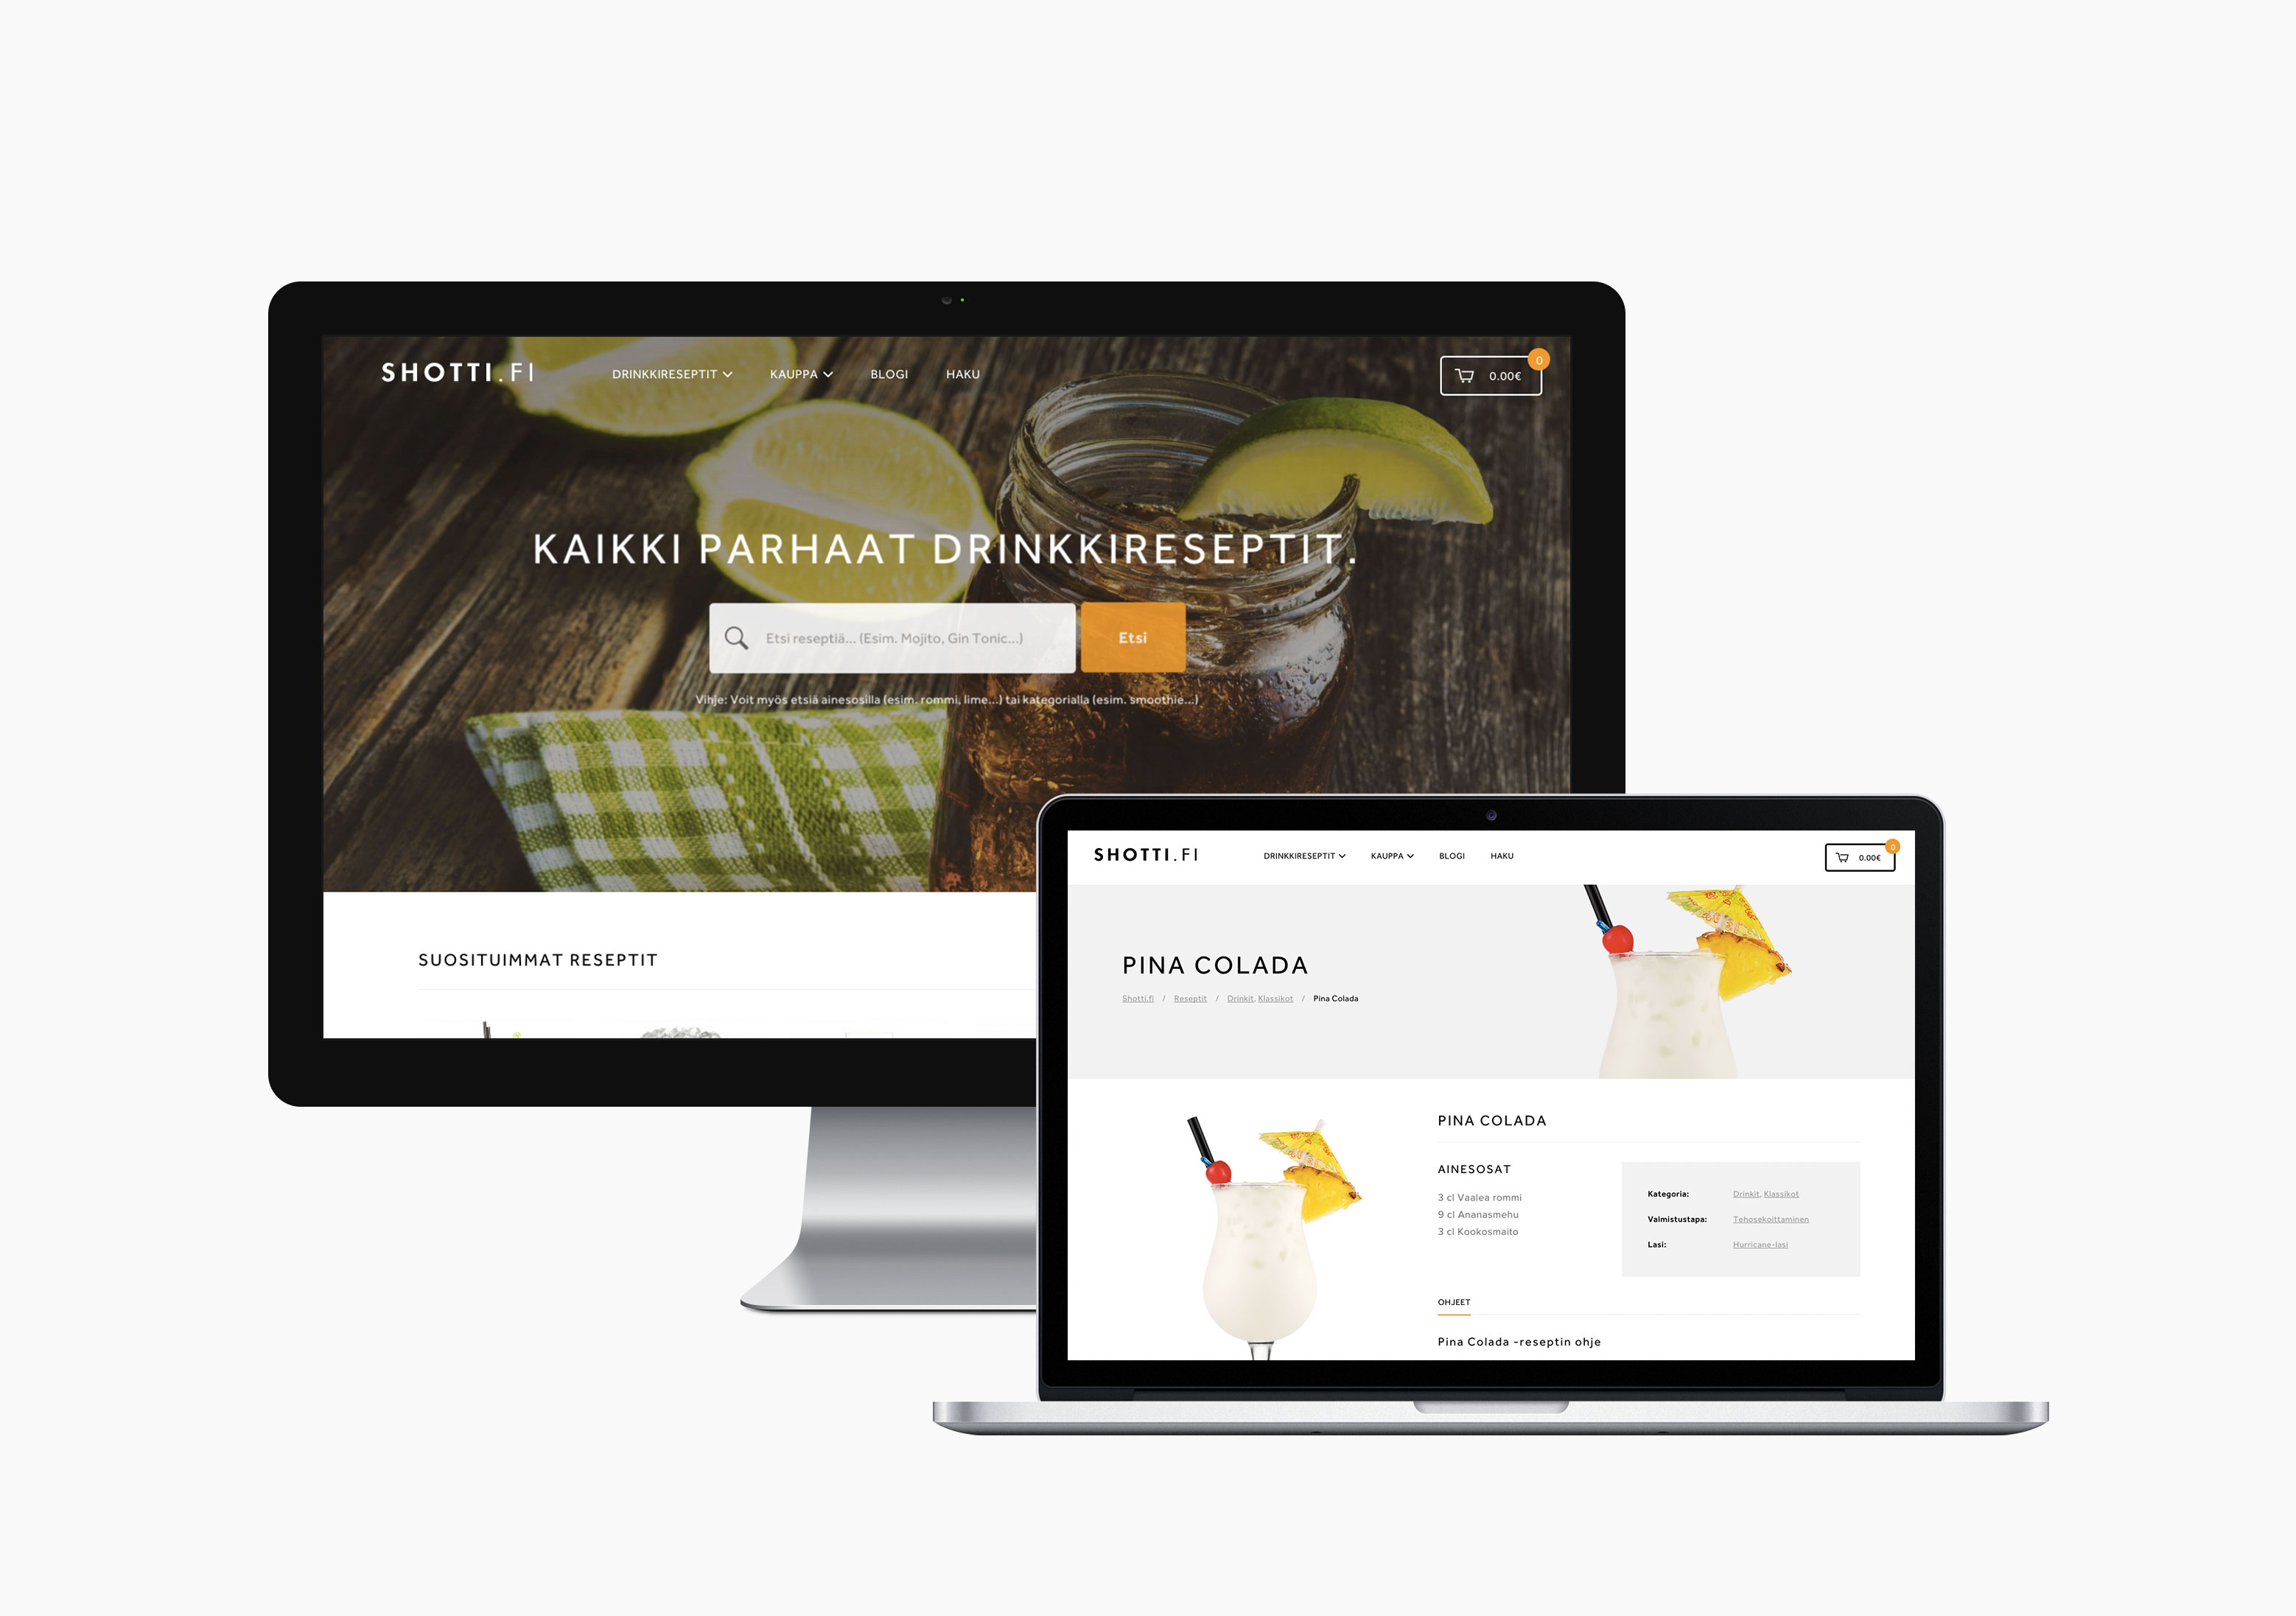 SHOTTI.FI
DRINKKIRESEPTIT KAUPPA BLOGI HAKU
0
0.00€
KAIKKI PARHAAT DRINKKIRESEPTIT.
Etsi reseptiä... (Esim. Mojito, Gin Tonic...) Etsi
Vihje: Voit myös etsiä ainesosilla (esim. rommi, lime...) tai kategorialla (esim. smoothie...)
SUOSITUIMMAT RESEPTIT
SHOTTI.FI
DRINKKIRESEPTIT KAUPPA BLOGI HAKU
0
0.00€
PINA COLADA
Shotti.fi / Reseptit / Drinkit, Klassikot / Pina Colada
PINA COLADA
AINESOSAT
3 cl Vaalea rommi
9 cl Ananasmehu
3 cl Kookosmaito
Kategoria: Drinkit, Klassikot
Valmistustapa: Tehosekoittaminen
Lasi: Hurricane-lasi
OHJEET
Pina Colada -reseptin ohje